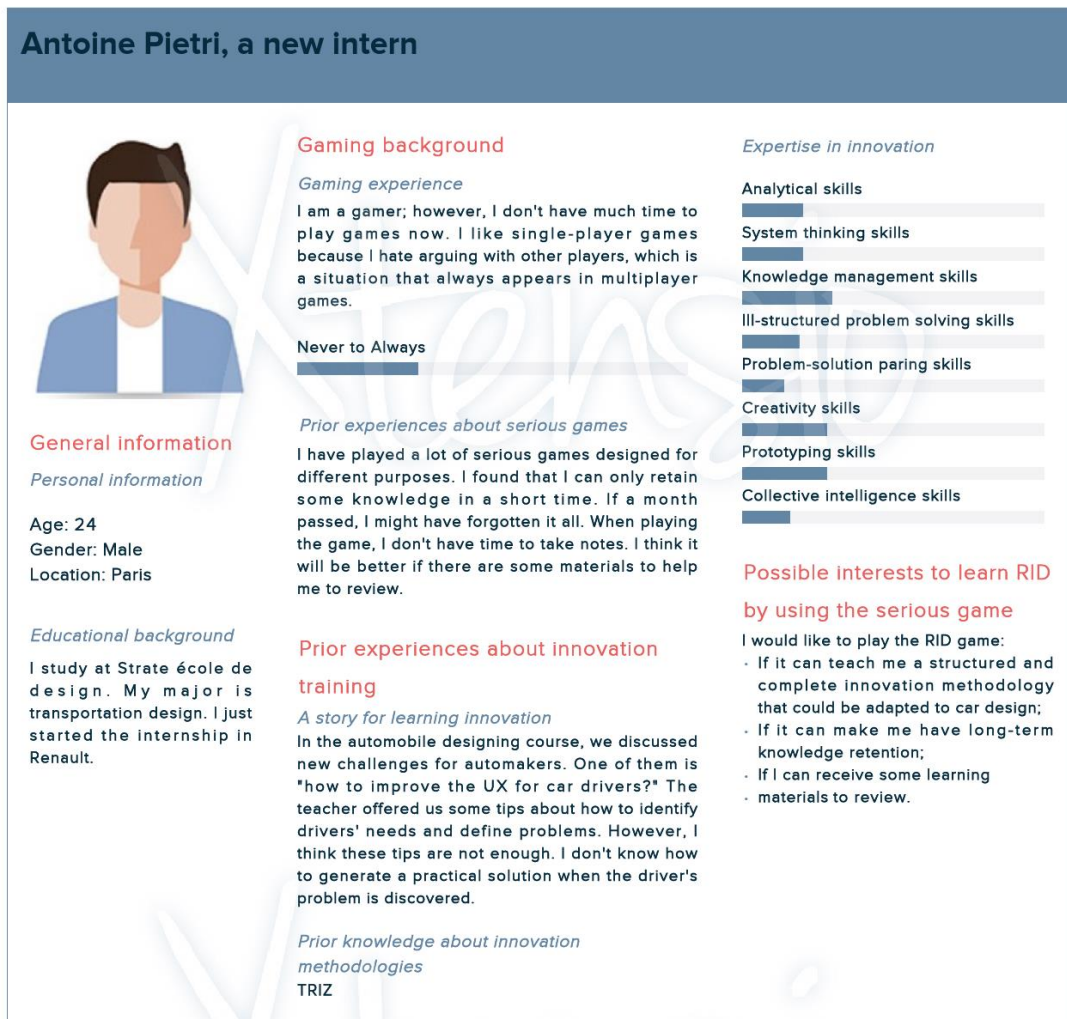 Antoine Pietri, a new intern
General information
Personal information
Age: 24
Gender: Male
Location: Paris
Educational background
I study at Strate école de
design. My major is
transportation design. I just
started the internship in
Renault.
Gaming background
Gaming experience
I am a gamer; however, I don't have much time to
play games now. I like single-player games
because I hate arguing with other players, which is
a situation that always appears in multiplayer
games.
Never to Always
Prior experiences about serious games
I have played a lot of serious games designed for
different purposes. I found that I can only retain
some knowledge in a short time. If a month
passed, I might have forgotten it all. When playing
the game, I don't have time to take notes. I think it
will be better if there are some materials to help
me to review.
Prior experiences about innovation
training
A story for learning innovation
In the automobile designing course, we discussed
new challenges for automakers. One of them is
"how to improve the UX for car drivers?" The
teacher offered us some tips about how to identify
drivers' needs and define problems. However, I
think these tips are not enough. I don't know how
to generate a practical solution when the driver's
problem is discovered.
Prior knowledge about innovation
methodologies
TRIZ
Expertise in innovation
Analytical skills
System thinking skills
Knowledge management skills
Ill-structured problem solving skills
Problem-solution paring skills
Creativity skills
Prototyping skills
Collective intelligence skills
Possible interests to learn RID
by using the serious game
I would like to play the RID game:
· If it can teach me a structured and
complete innovation methodology
that could be adapted to car design;
· If it can make me have long-term
knowledge retention;
· If I can receive some learning
· materials to review.
Xtensio